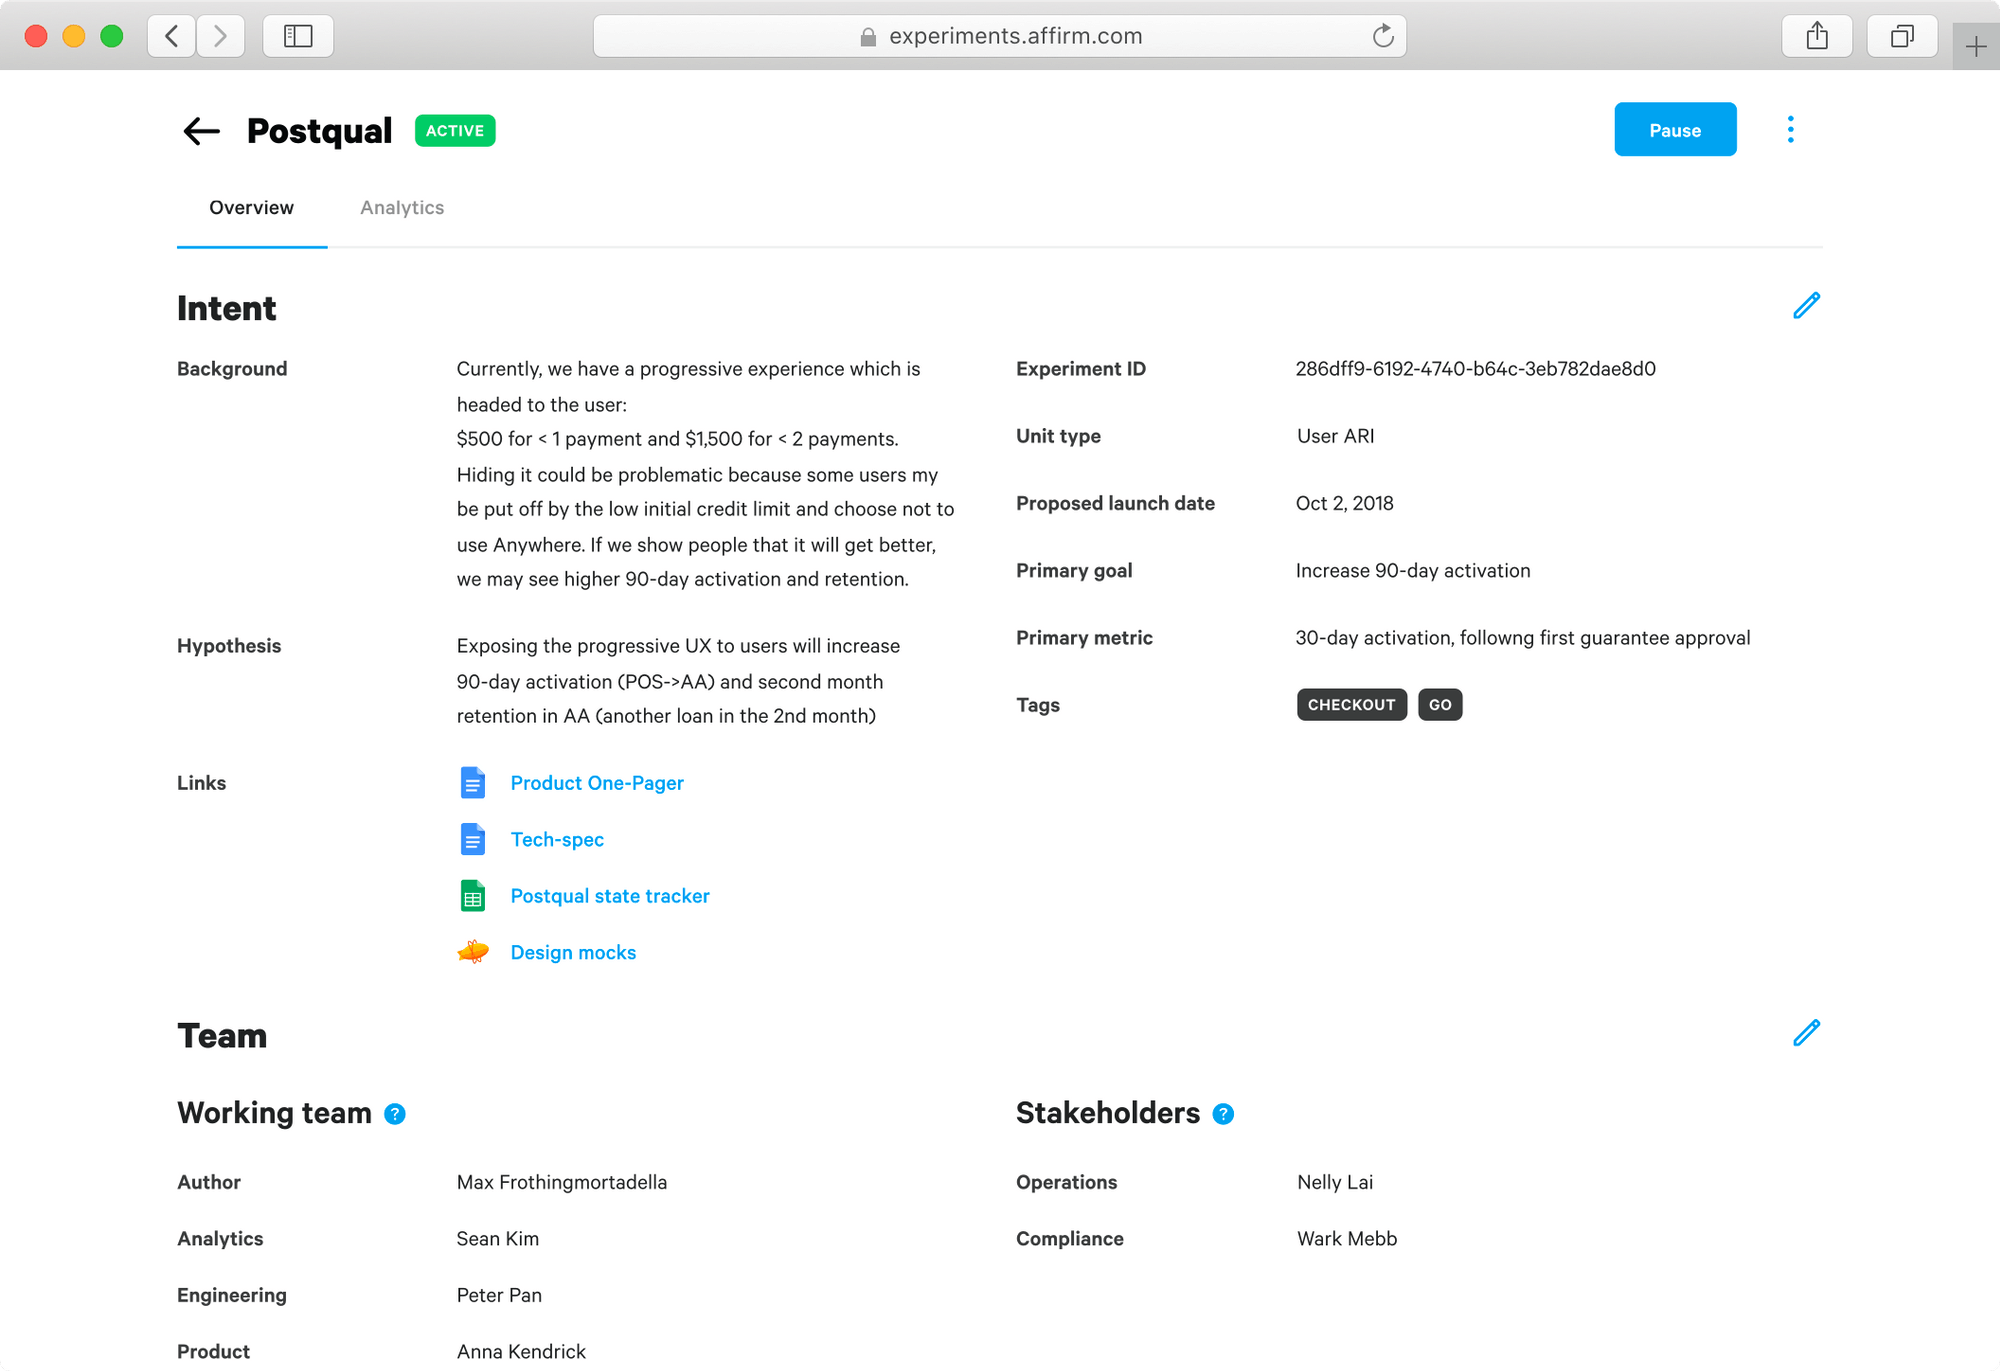 experiments.affirm.com
Postqual
ACTIVE
Pause
Overview
Analytics
Intent
Background
Currently, we have a progressive experience which is
headed to the user:
$500 for < 1 payment and $1,500 for < 2 payments.
Hiding it could be problematic because some users my
be put off by the low initial credit limit and choose not to
use Anywhere. If we show people that it will get better,
we may see higher 90-day activation and retention.
Hypothesis
Exposing the progressive UX to users will increase
90-day activation (POS->AA) and second month
retention in AA (another loan in the 2nd month)
Links
Product One-Pager
Tech-spec
Postqual state tracker
Design mocks
Experiment ID
286dff9-6192-4740-b64c-3eb782dae8d0
Unit type
User ARI
Proposed launch date
Oct 2, 2018
Primary goal
Increase 90-day activation
Primary metric
30-day activation, followng first guarantee approval
Tags
CHECKOUT
GO
Team
Working team ?
Author
Max Frothingmortadella
Analytics
Sean Kim
Engineering
Peter Pan
Product
Anna Kendrick
Stakeholders ?
Operations
Nelly Lai
Compliance
Wark Mebb